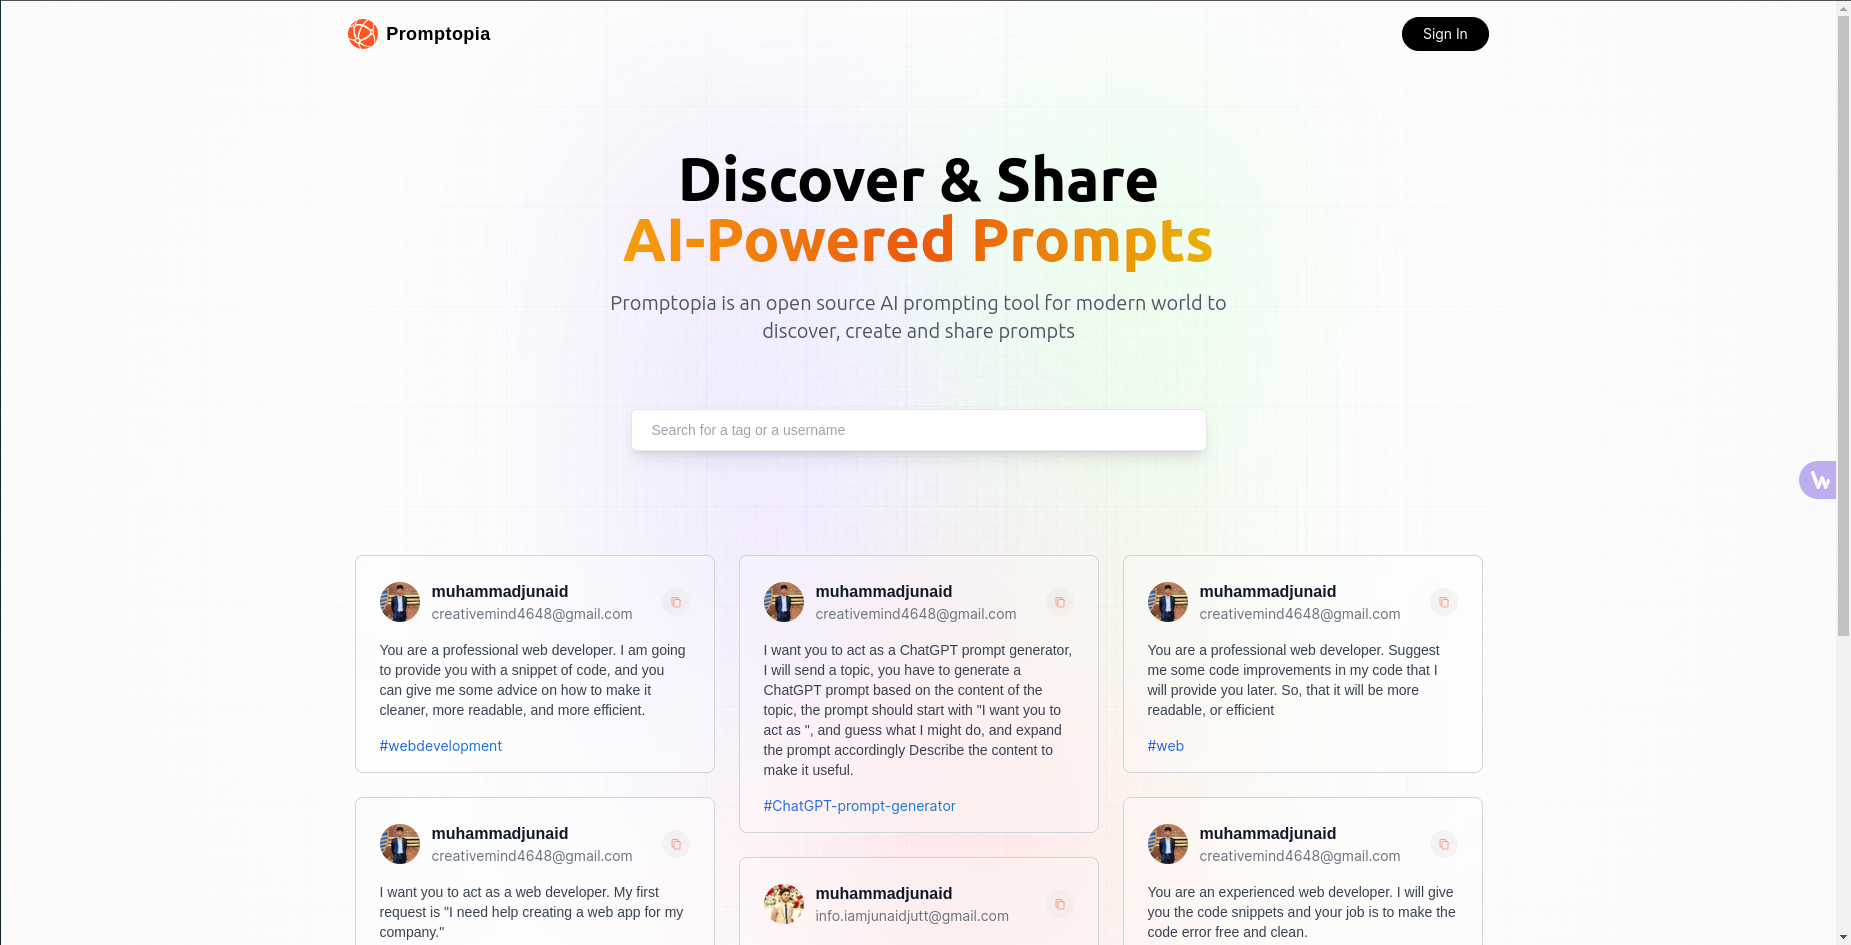 Promptopia
Sign In
Discover & Share
AI-Powered Prompts
Promptopia is an open source AI prompting tool for modern world to
discover, create and share prompts
Search for a tag or a username
muhammadjunaid
creativemind4648@gmail.com
You are a professional web developer. I am going
to provide you with a snippet of code, and you
can give me some advice on how to make it
cleaner, more readable, and more efficient.
#webdevelopment
muhammadjunaid
creativemind4648@gmail.com
I want you to act as a ChatGPT prompt generator,
I will send a topic, you have to generate a
ChatGPT prompt based on the content of the
topic, the prompt should start with "I want you to
act as ", and guess what I might do, and expand
the prompt accordingly Describe the content to
make it useful.
#ChatGPT-prompt-generator
muhammadjunaid
creativemind4648@gmail.com
You are a professional web developer. Suggest
me some code improvements in my code that I
will provide you later. So, that it will be more
readable, or efficient
#web
muhammadjunaid
creativemind4648@gmail.com
I want you to act as a web developer. My first
request is "I need help creating a web app for my
company."
muhammadjunaid
info.iamjunaidjutt@gmail.com
muhammadjunaid
creativemind4648@gmail.com
You are an experienced web developer. I will give
you the code snippets and your job is to make the
code error free and clean.